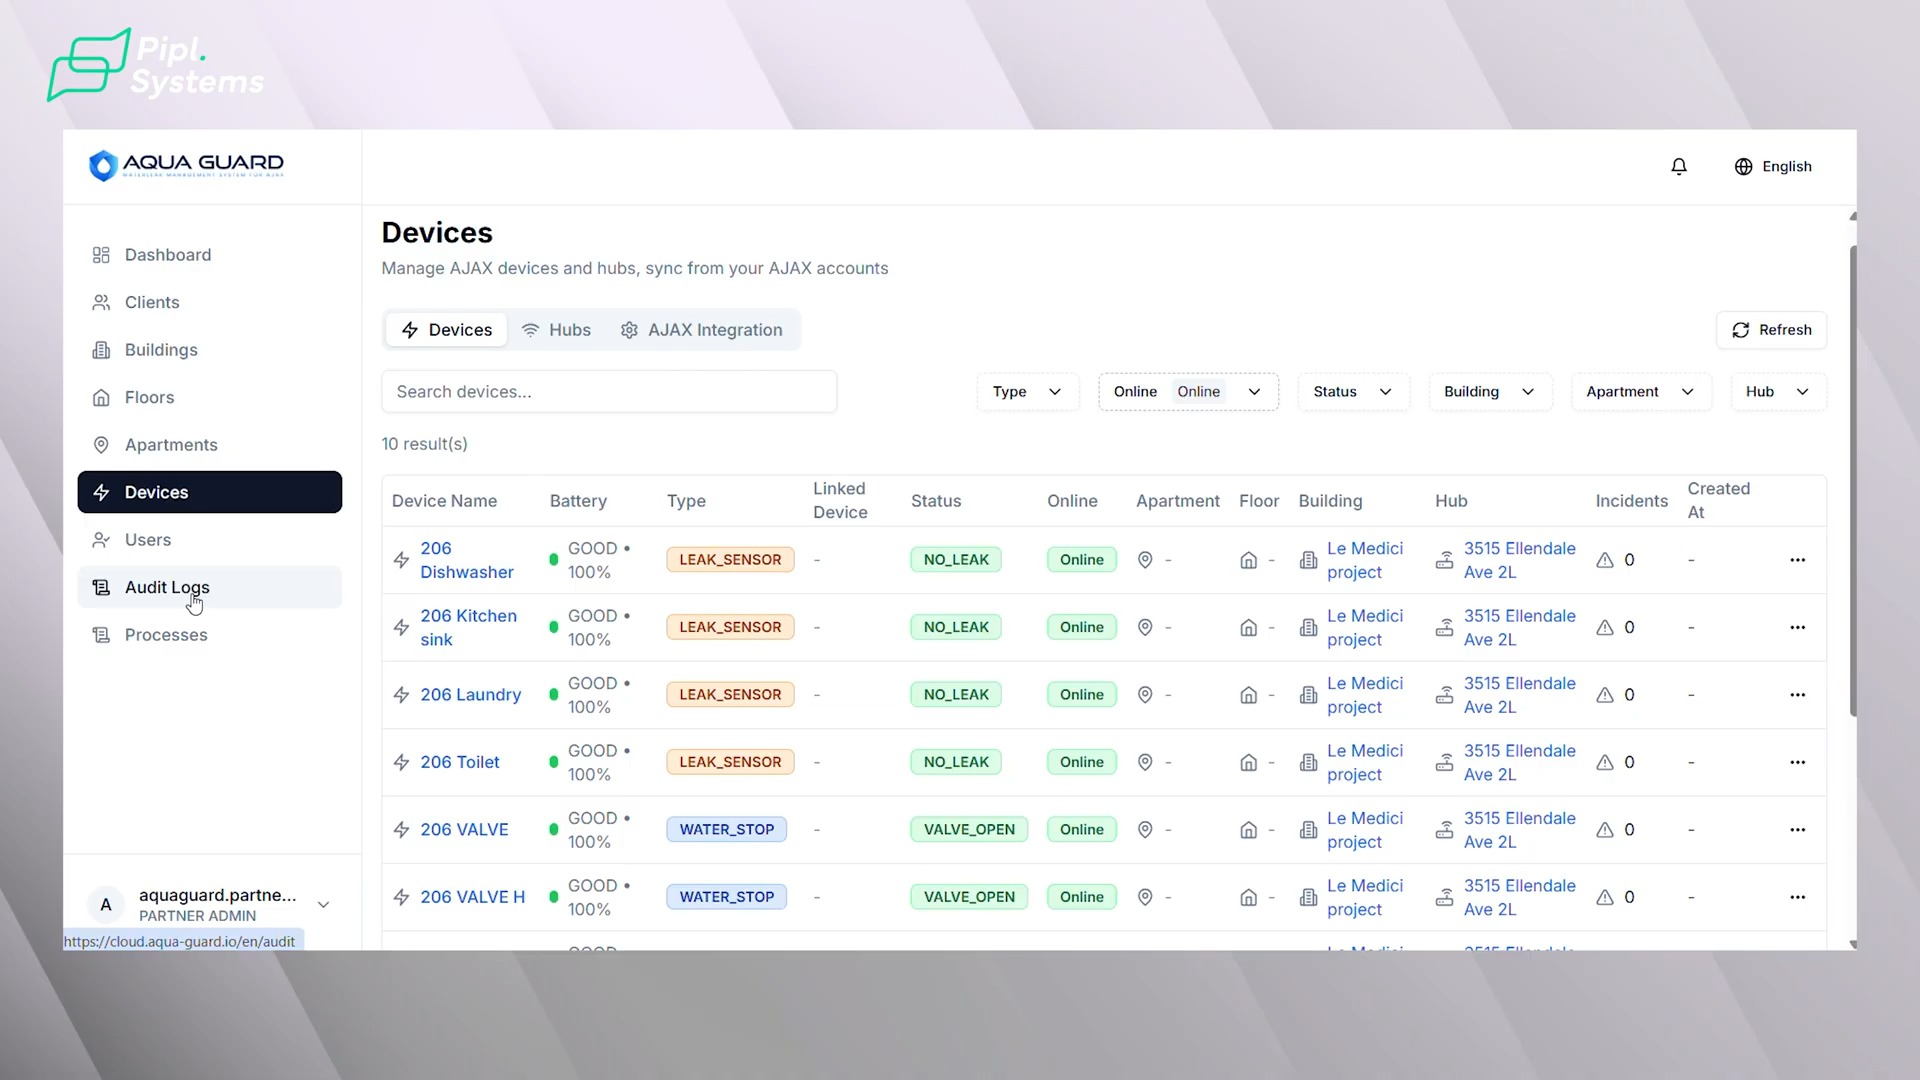 Pipl.
Systems
AQUA GUARD
WATERLEAK MANAGEMENT SYSTEM FÜR AJAX
English
Dashboard
Clients
Buildings
Floors
Apartments
Devices
Users
Audit Logs
Processes
A
aquaguard.partne...
PARTNER ADMIN
https://cloud.aqua-guard.io/en/audit
Devices
Manage AJAX devices and hubs, sync from your AJAX accounts
Devices Hubs AJAX Integration Refresh
Search devices... Type Online Online Status Building Apartment Hub
10 result(s)
Device Name Battery Type Linked Device Status Online Apartment Floor Building Hub Incidents Created At
206 Dishwasher GOOD • 100% LEAK_SENSOR - NO_LEAK Online - - Le Medici project 3515 Ellendale Ave 2L 0 - ...
206 Kitchen sink GOOD • 100% LEAK_SENSOR - NO_LEAK Online - - Le Medici project 3515 Ellendale Ave 2L 0 - ...
206 Laundry GOOD • 100% LEAK_SENSOR - NO_LEAK Online - - Le Medici project 3515 Ellendale Ave 2L 0 - ...
206 Toilet GOOD • 100% LEAK_SENSOR - NO_LEAK Online - - Le Medici project 3515 Ellendale Ave 2L 0 - ...
206 VALVE GOOD • 100% WATER_STOP - VALVE_OPEN Online - - Le Medici project 3515 Ellendale Ave 2L 0 - ...
206 VALVE H GOOD • 100% WATER_STOP - VALVE_OPEN Online - - Le Medici project 3515 Ellendale Ave 2L 0 - ...